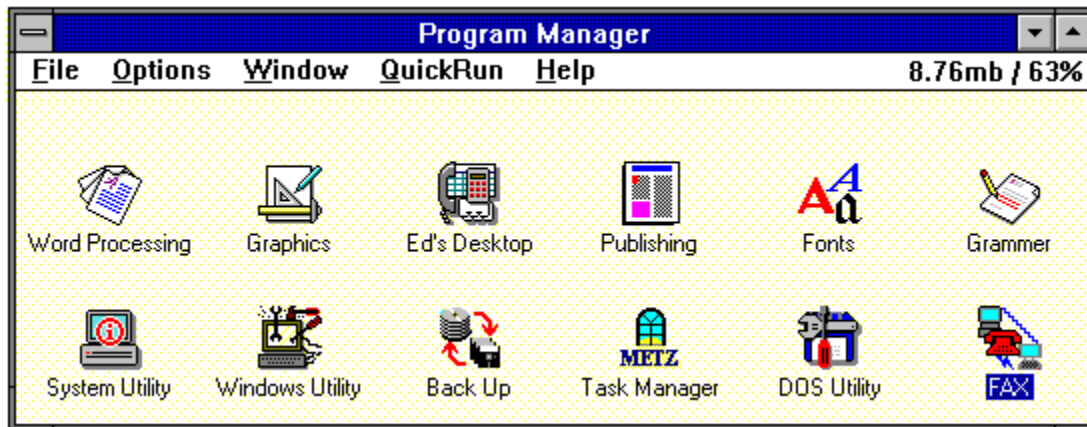 Program Manager
File Options Window QuickRun Help 8.76mb / 63%
Word Processing Graphics Ed's Desktop Publishing Fonts Grammer
METZ
System Utility Windows Utility Back Up Task Manager DOS Utility FAX